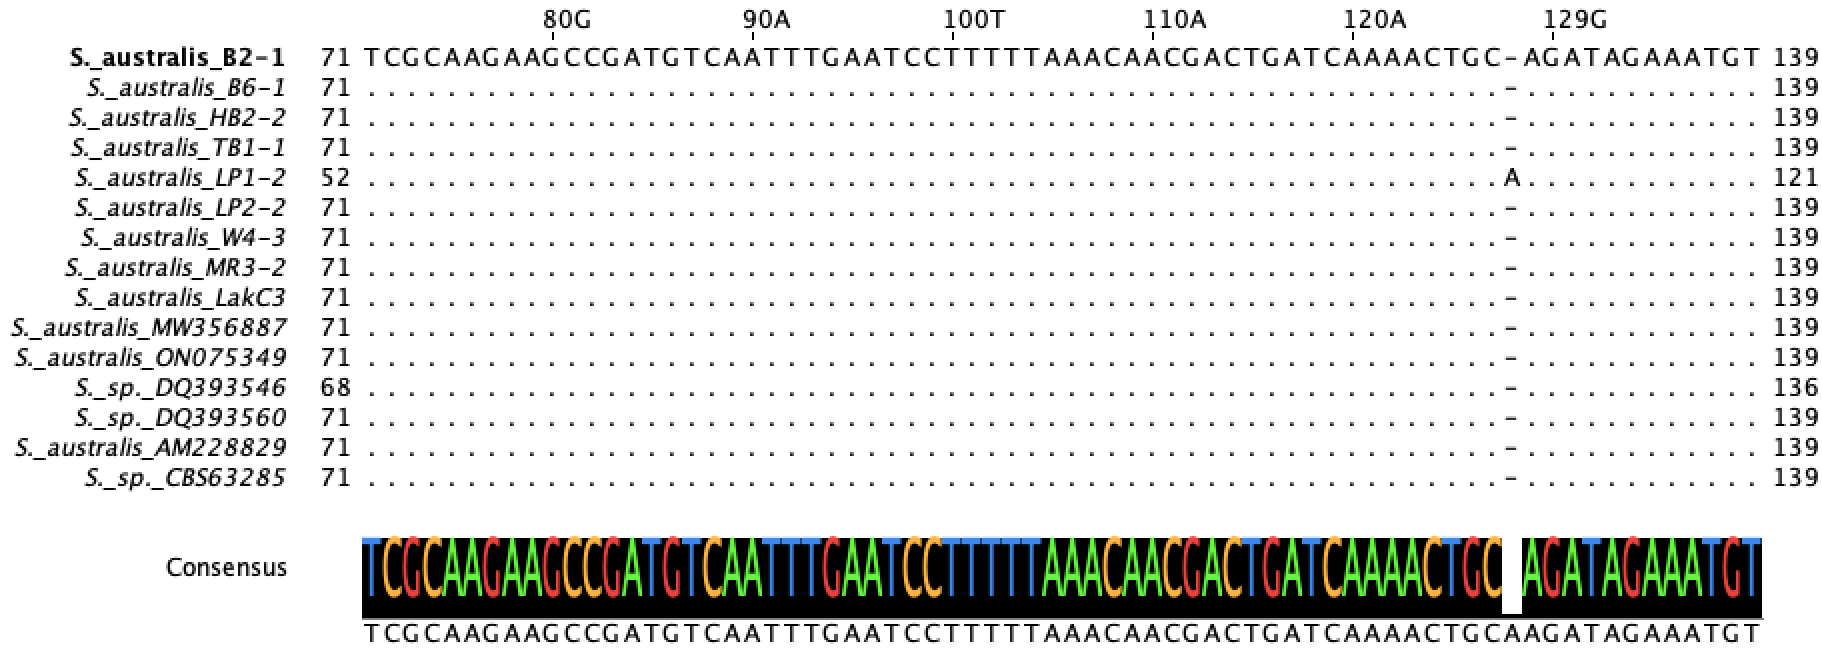 80G 90A 100T 110A 120A 129G
S._australis_B2-1 71 TCGCAAGAAGCCGATGTCAATTTGAATCCTTTTTAAACAACGACTGATCAAAACTGC-AGATAGAAATGT 139
S._australis_B6-1 71 .........................................................-............ 139
S._australis_HB2-2 71 .........................................................-............ 139
S._australis_TB1-1 71 .........................................................-............ 139
S._australis_LP1-2 52 .........................................................A............ 121
S._australis_LP2-2 71 .........................................................-............ 139
S._australis_W4-3 71 .........................................................-............ 139
S._australis_MR3-2 71 .........................................................-............ 139
S._australis_LakC3 71 .........................................................-............ 139
S._australis_MW356887 71 .........................................................-............ 139
S._australis_ON075349 71 .........................................................-............ 139
S._sp._DQ393546 68 .........................................................-............ 136
S._sp._DQ393560 71 .........................................................-............ 139
S._australis_AM228829 71 .........................................................-............ 139
S._sp._CBS63285 71 .........................................................-............ 139
Consensus TCGCAAGAAGCCGATGTCAATTTGAATCCTTTTTAAACAACGACTGATCAAAACTGC AGATAGAAATGT
TCGCAAGAAGCCGATGTCAATTTGAATCCTTTTTAAACAACGACTGATCAAAACTGCAAGATAGAAATGT